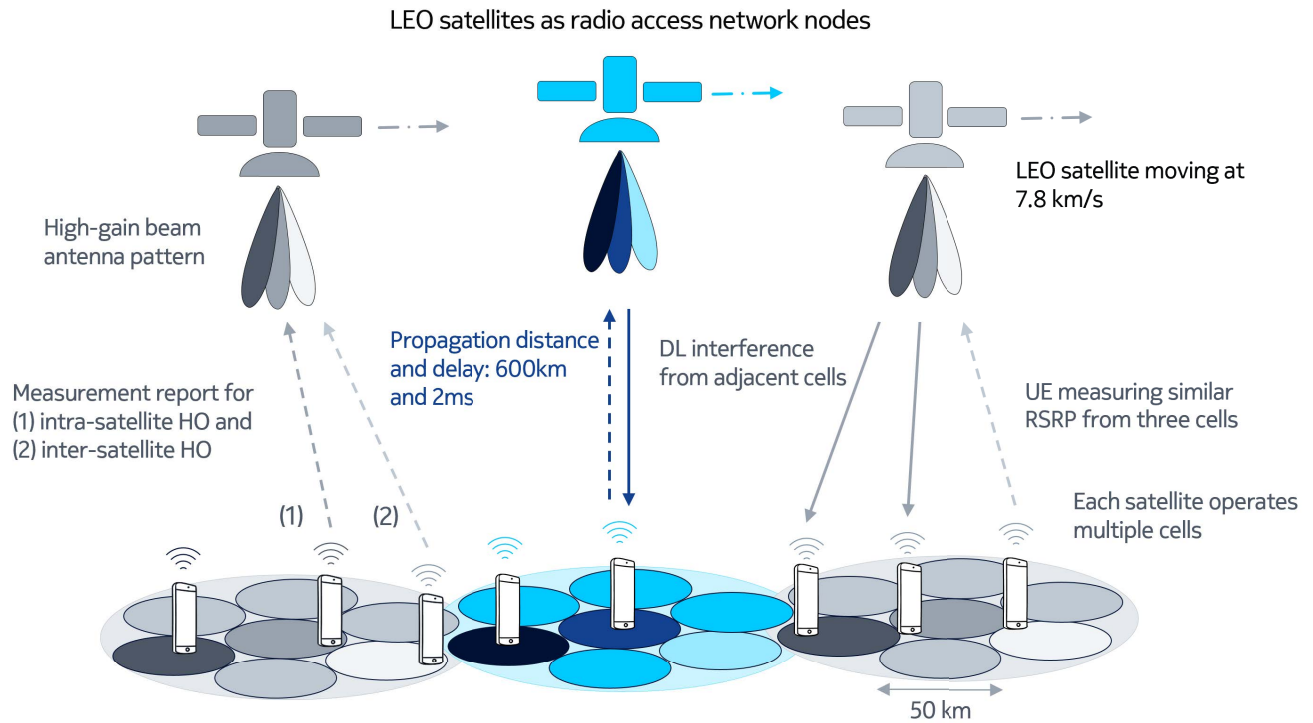 LEO satellites as radio access network nodes
LEO satellite moving at
7.8 km/s
High-gain beam
antenna pattern
Propagation distance
and delay: 600km
and 2ms
DL interference
from adjacent cells
Measurement report for
(1) intra-satellite HO and
(2) inter-satellite HO
UE measuring similar
RSRP from three cells
Each satellite operates
multiple cells
(1)
(2)
50 km